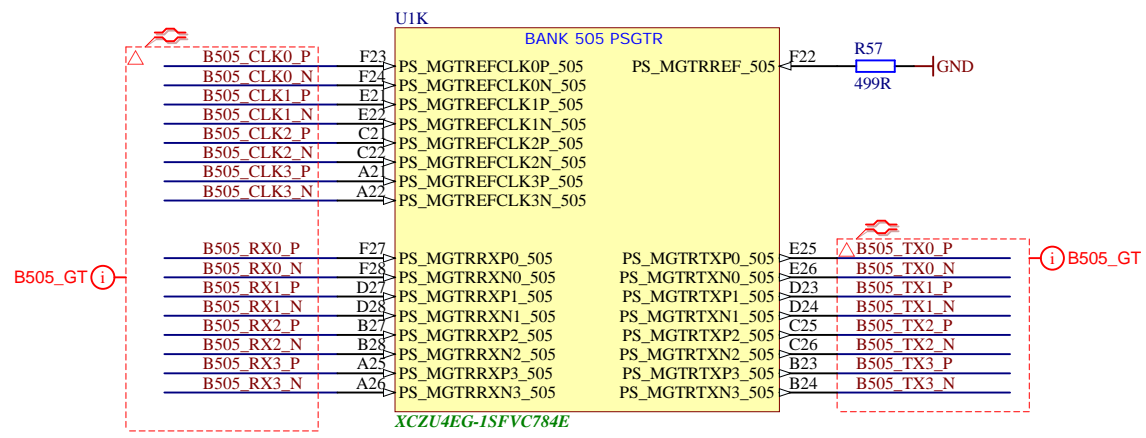 U1K
BANK 505 PSGTR
B505_CLK0_P F23 PS_MGTREFCLK0P_505 PS_MGTRREF_505 F22 R57 499R GND
B505_CLK0_N F24 PS_MGTREFCLK0N_505
B505_CLK1_P E21 PS_MGTREFCLK1P_505
B505_CLK1_N E22 PS_MGTREFCLK1N_505
B505_CLK2_P C21 PS_MGTREFCLK2P_505
B505_CLK2_N C22 PS_MGTREFCLK2N_505
B505_CLK3_P A21 PS_MGTREFCLK3P_505
B505_CLK3_N A22 PS_MGTREFCLK3N_505
B505_RX0_P F27 PS_MGTRRXP0_505 PS_MGTRTXP0_505 E25 B505_TX0_P
B505_GT i B505_RX0_N F28 PS_MGTRRXN0_505 PS_MGTRTXN0_505 E26 B505_TX0_N i B505_GT
B505_RX1_P D27 PS_MGTRRXP1_505 PS_MGTRTXP1_505 D23 B505_TX1_P
B505_RX1_N D28 PS_MGTRRXN1_505 PS_MGTRTXN1_505 D24 B505_TX1_N
B505_RX2_P B27 PS_MGTRRXP2_505 PS_MGTRTXP2_505 C25 B505_TX2_P
B505_RX2_N B28 PS_MGTRRXN2_505 PS_MGTRTXN2_505 C26 B505_TX2_N
B505_RX3_P A25 PS_MGTRRXP3_505 PS_MGTRTXP3_505 B23 B505_TX3_P
B505_RX3_N A26 PS_MGTRRXN3_505 PS_MGTRTXN3_505 B24 B505_TX3_N
XCZU4EG-1SFVC784E